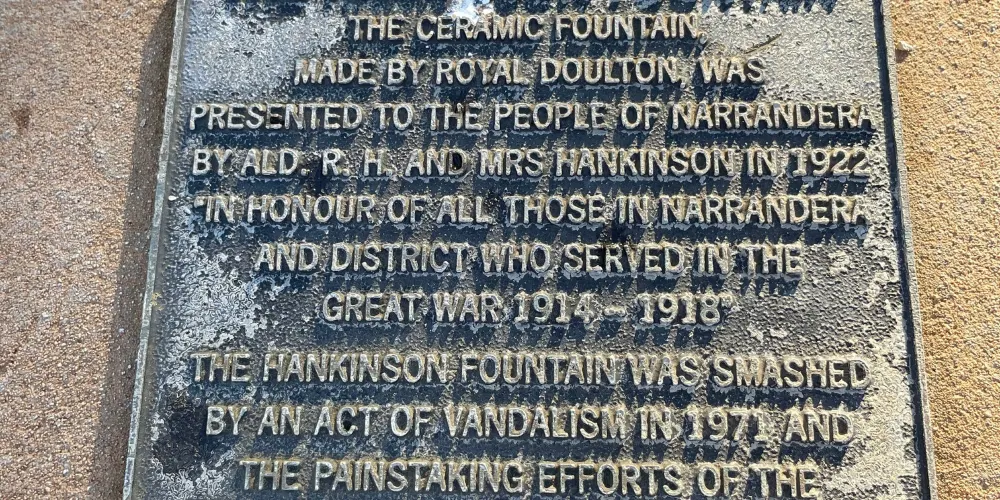 THE CERAMIC FOUNTAIN,
MADE BY ROYAL DOULTON, WAS
PRESENTED TO THE PEOPLE OF NARRANDERA
BY ALD. R. H. AND MRS HANKINSON IN 1922
"IN HONOUR OF ALL THOSE IN NARRANDERA
AND DISTRICT WHO SERVED IN THE
GREAT WAR 1914 - 1918"
THE HANKINSON FOUNTAIN WAS SMASHED
BY AN ACT OF VANDALISM IN 1971 AND
THE PAINSTAKING EFFORTS OF THE